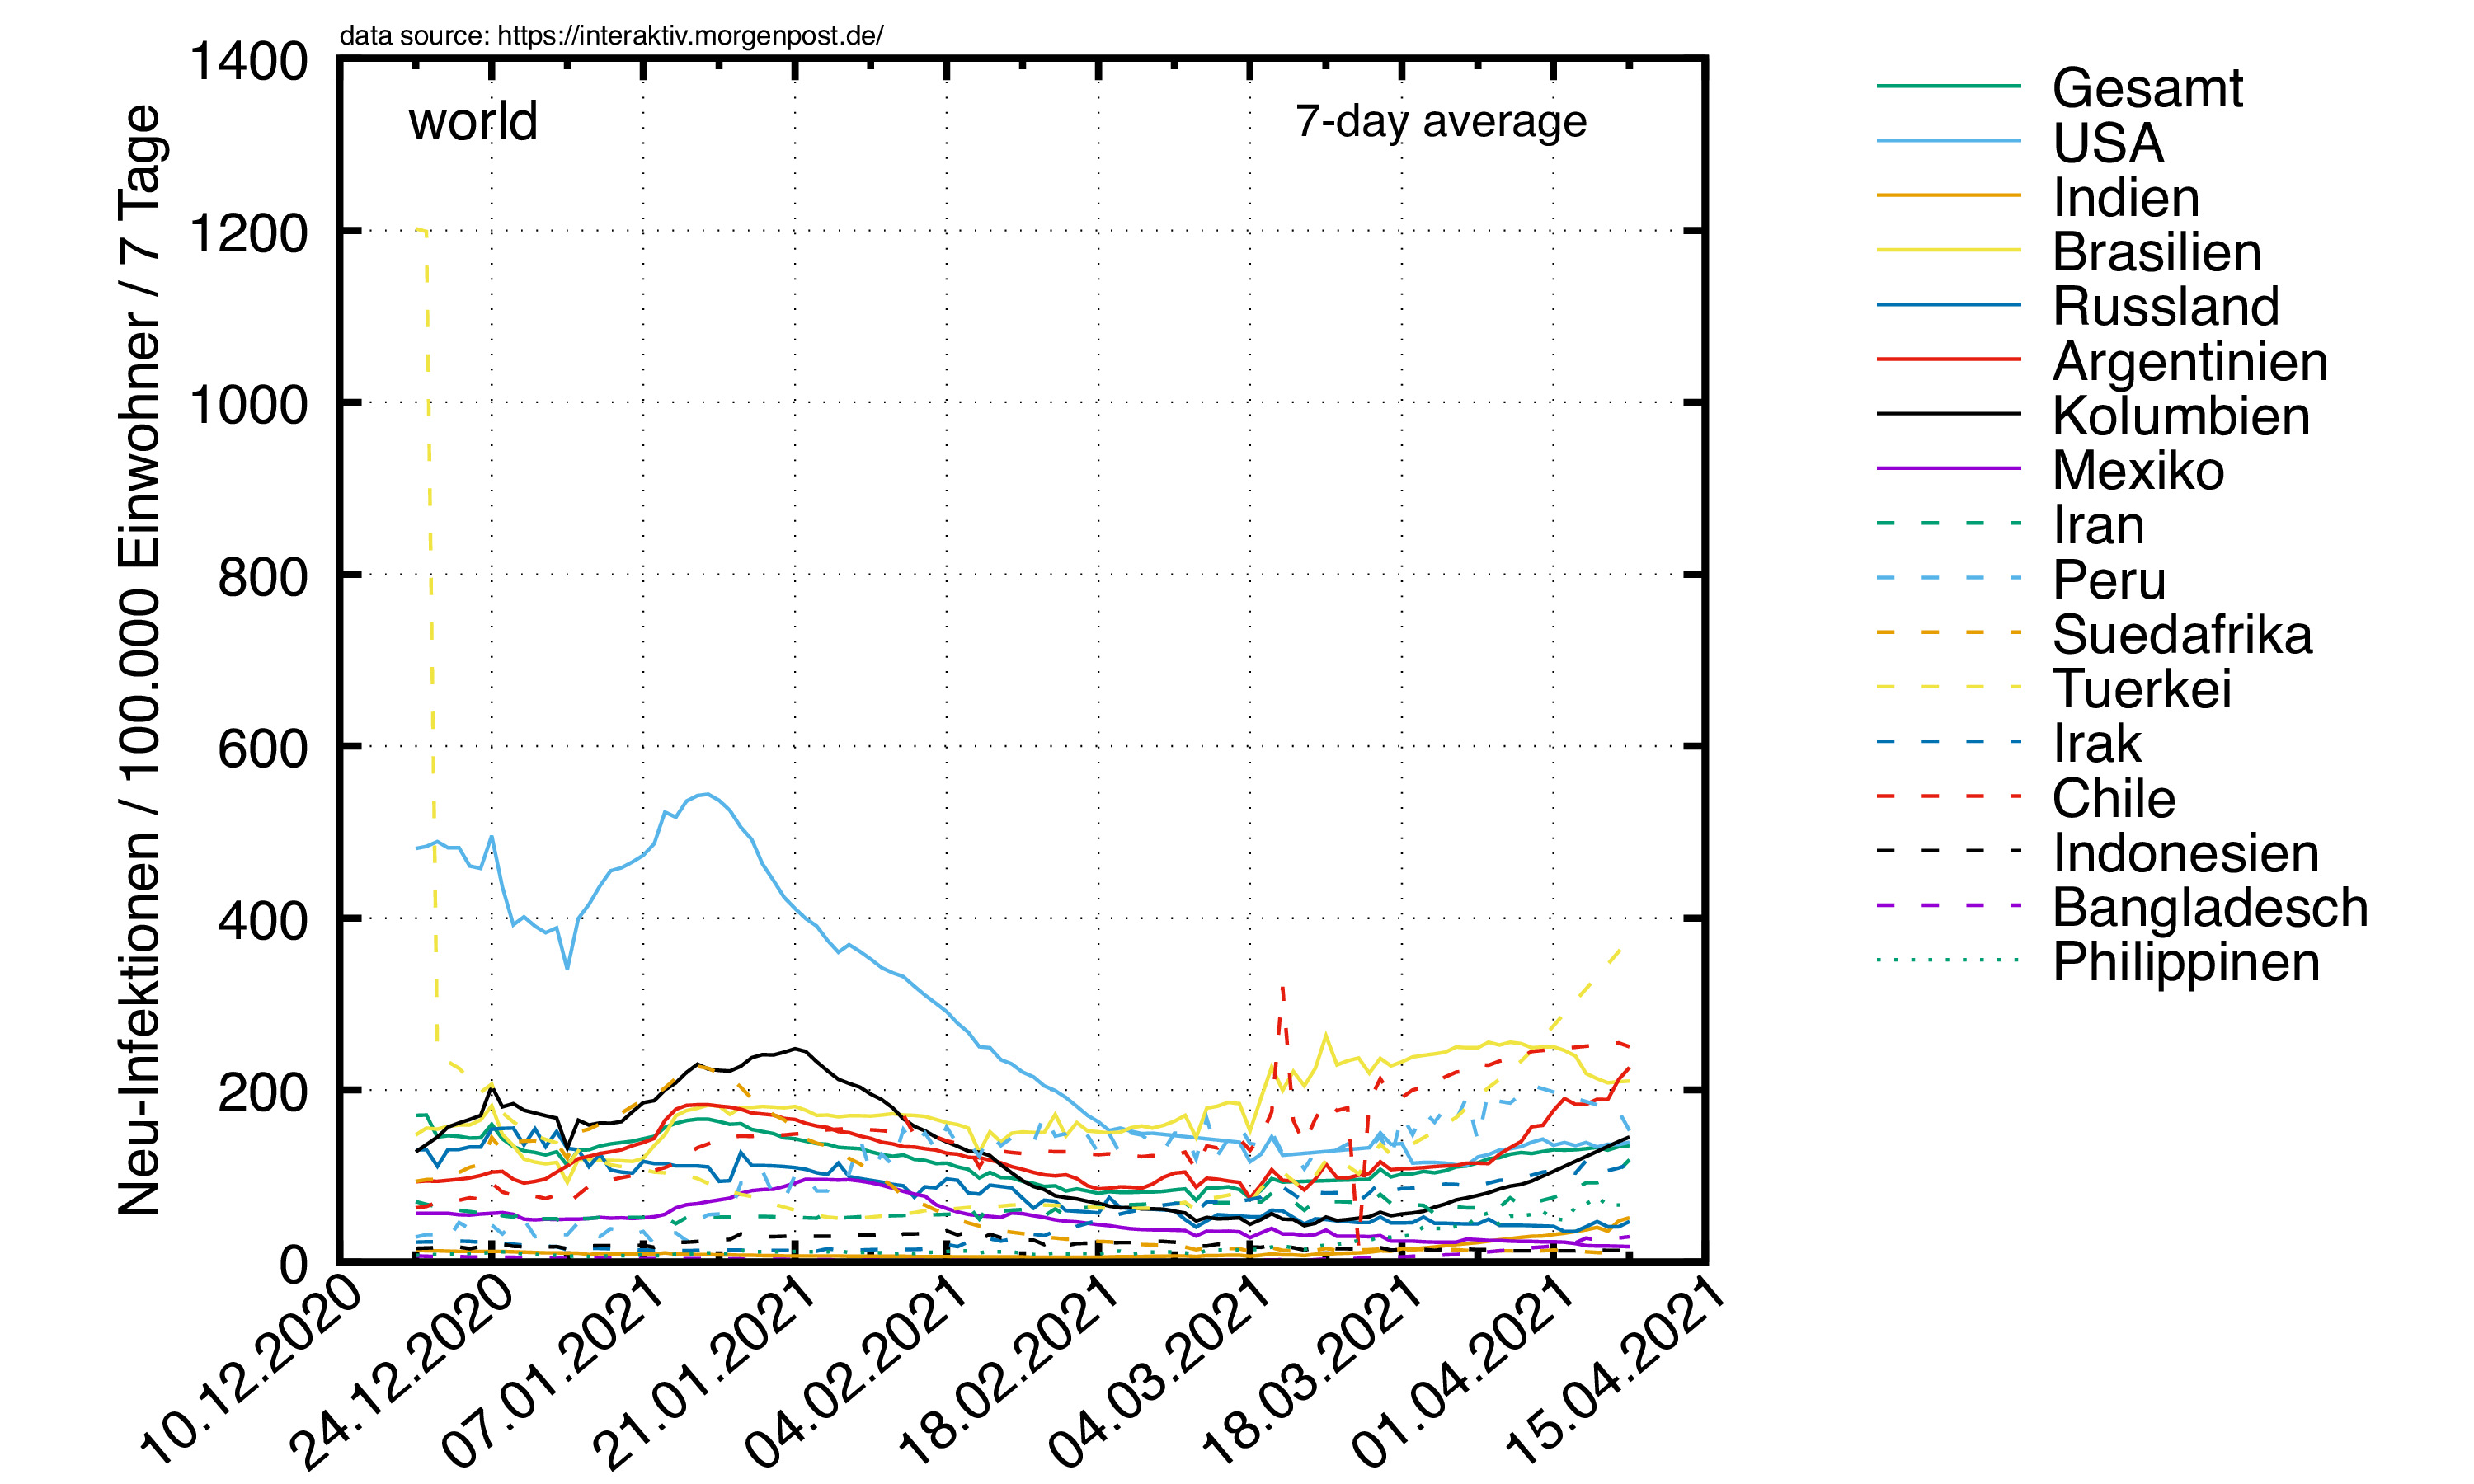 data source: https://interaktiv.morgenpost.de/
world
7-day average
Neu-Infektionen / 100.000 Einwohner / 7 Tage
1400
1200
1000
800
600
400
200
0
10.12.2020
24.12.2020
07.01.2021
21.01.2021
04.02.2021
18.02.2021
04.03.2021
18.03.2021
01.04.2021
15.04.2021
Gesamt
USA
Indien
Brasilien
Russland
Argentinien
Kolumbien
Mexiko
Iran
Peru
Suedafrika
Tuerkei
Irak
Chile
Indonesien
Bangladesch
Philippinen